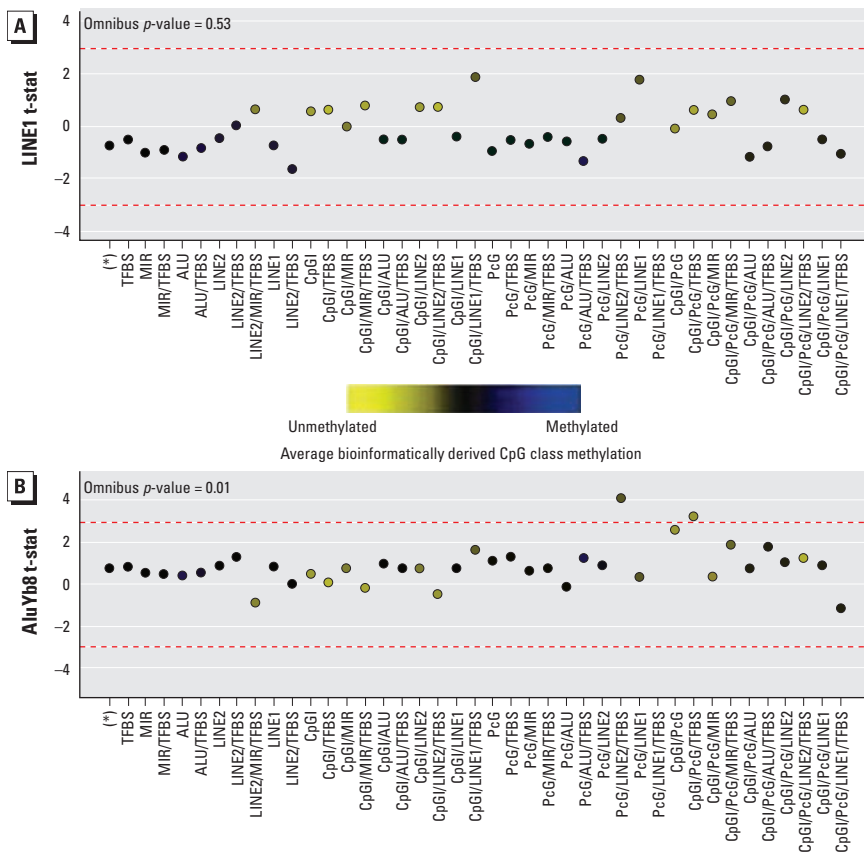 A
Omnibus p-value = 0.53
LINE1 t-stat
4
2
0
–2
–4
(*)
TFBS
MIR
MIR/TFBS
ALU
ALU/TFBS
LINE2
LINE2/TFBS
LINE2/MIR/TFBS
LINE1
LINE2/TFBS
CpGI
CpGI/TFBS
CpGI/MIR
CpGI/MIR/TFBS
CpGI/ALU
CpGI/ALU/TFBS
CpGI/LINE2
CpGI/LINE2/TFBS
CpGI/LINE1
CpGI/LINE1/TFBS
PcG
PcG/TFBS
PcG/MIR
PcG/MIR/TFBS
PcG/ALU
PcG/ALU/TFBS
PcG/LINE2
PcG/LINE2/TFBS
PcG/LINE1
PcG/LINE1/TFBS
CpGI/PcG
CpGI/PcG/TFBS
CpGI/PcG/MIR
CpGI/PcG/MIR/TFBS
CpGI/PcG/ALU
CpGI/PcG/ALU/TFBS
CpGI/PcG/LINE2
CpGI/PcG/LINE2/TFBS
CpGI/PcG/LINE1
CpGI/PcG/LINE1/TFBS
Unmethylated
Methylated
Average bioinformatically derived CpG class methylation
B
Omnibus p-value = 0.01
AluYb8 t-stat
4
2
0
–2
–4
(*)
TFBS
MIR
MIR/TFBS
ALU
ALU/TFBS
LINE2
LINE2/TFBS
LINE2/MIR/TFBS
LINE1
LINE2/TFBS
CpGI
CpGI/TFBS
CpGI/MIR
CpGI/MIR/TFBS
CpGI/ALU
CpGI/ALU/TFBS
CpGI/LINE2
CpGI/LINE2/TFBS
CpGI/LINE1
CpGI/LINE1/TFBS
PcG
PcG/TFBS
PcG/MIR
PcG/MIR/TFBS
PcG/ALU
PcG/ALU/TFBS
PcG/LINE2
PcG/LINE2/TFBS
PcG/LINE1
PcG/LINE1/TFBS
CpGI/PcG
CpGI/PcG/TFBS
CpGI/PcG/MIR
CpGI/PcG/MIR/TFBS
CpGI/PcG/ALU
CpGI/PcG/ALU/TFBS
CpGI/PcG/LINE2
CpGI/PcG/LINE2/TFBS
CpGI/PcG/LINE1
CpGI/PcG/LINE1/TFBS